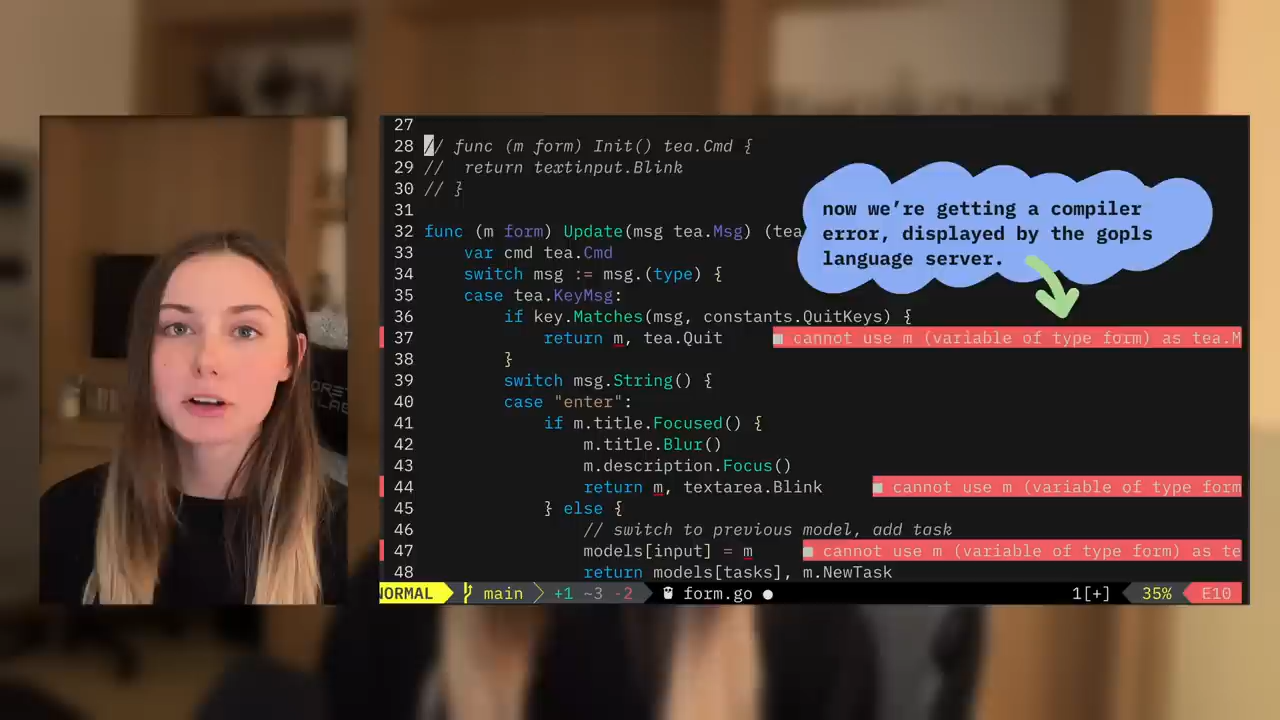 27
28 // func (m form) Init() tea.Cmd {
29 //  return textinput.Blink
30 // }
31
32 func (m form) Update(msg tea.Msg) (tea
33     var cmd tea.Cmd
34     switch msg := msg.(type) {
35     case tea.KeyMsg:
36         if key.Matches(msg, constants.QuitKeys) {
37             return m, tea.Quit     ■ cannot use m (variable of type form) as tea.M
38         }
39         switch msg.String() {
40         case "enter":
41             if m.title.Focused() {
42                 m.title.Blur()
43                 m.description.Focus()
44                 return m, textarea.Blink     ■ cannot use m (variable of type form
45             } else {
46                 // switch to previous model, add task
47                 models[input] = m     ■ cannot use m (variable of type form) as te
48                 return models[tasks], m.NewTask
NORMAL main +1 ~3 -2 form.go ● 1[+] 35% E10
now we're getting a compiler
error, displayed by the gopls
language server.